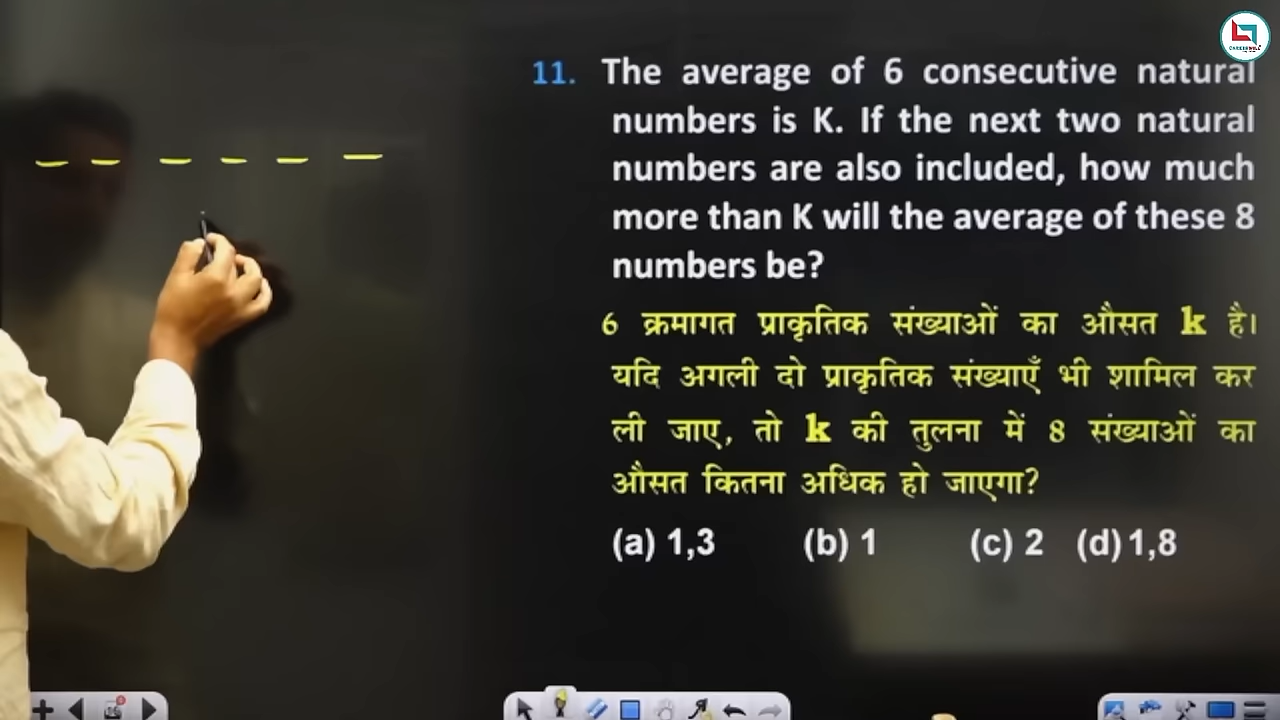 11. The average of 6 consecutive natural
numbers is K. If the next two natural
numbers are also included, how much
more than K will the average of these 8
numbers be?
6 क्रमागत प्राकृतिक संख्याओं का औसत k है।
यदि अगली दो प्राकृतिक संख्याएँ भी शामिल कर
ली जाए, तो k की तुलना में 8 संख्याओं का
औसत कितना अधिक हो जाएगा?
(a) 1,3 (b) 1 (c) 2 (d) 1,8